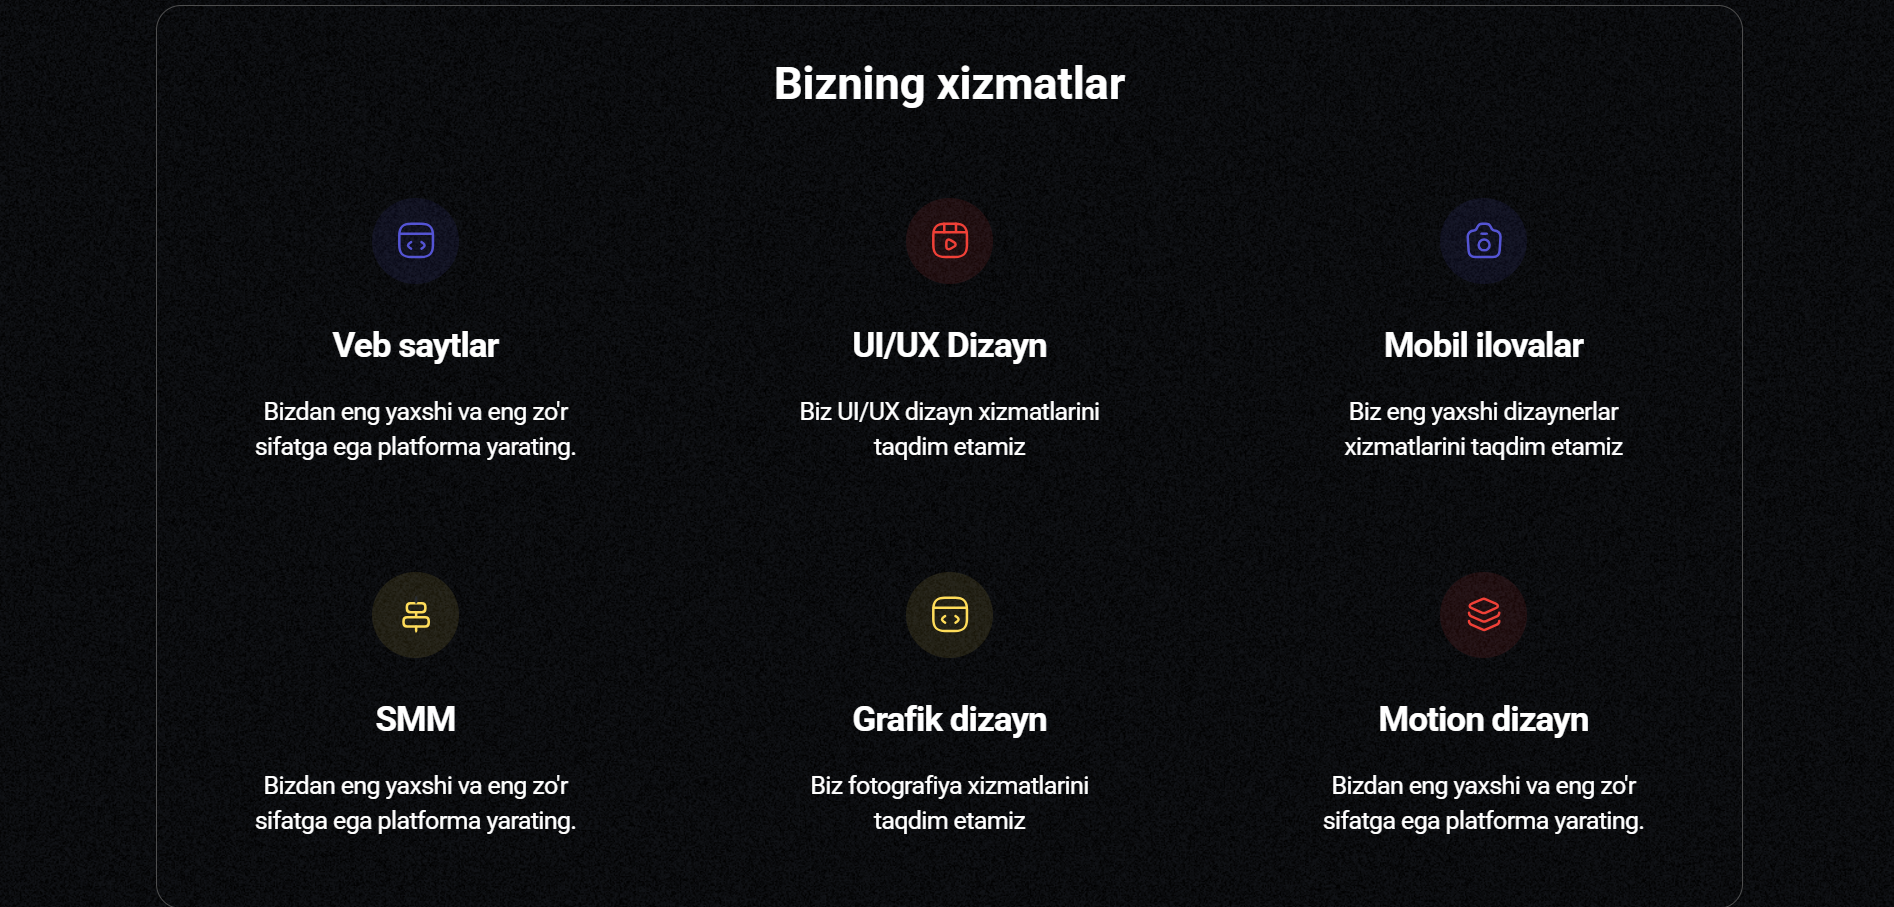 Bizning xizmatlar
Veb saytlar
Bizdan eng yaxshi va eng zo'r
sifatga ega platforma yarating.
UI/UX Dizayn
Biz UI/UX dizayn xizmatlarini
taqdim etamiz
Mobil ilovalar
Biz eng yaxshi dizaynerlar
xizmatlarini taqdim etamiz
SMM
Bizdan eng yaxshi va eng zo'r
sifatga ega platforma yarating.
Grafik dizayn
Biz fotografiya xizmatlarini
taqdim etamiz
Motion dizayn
Bizdan eng yaxshi va eng zo'r
sifatga ega platforma yarating.